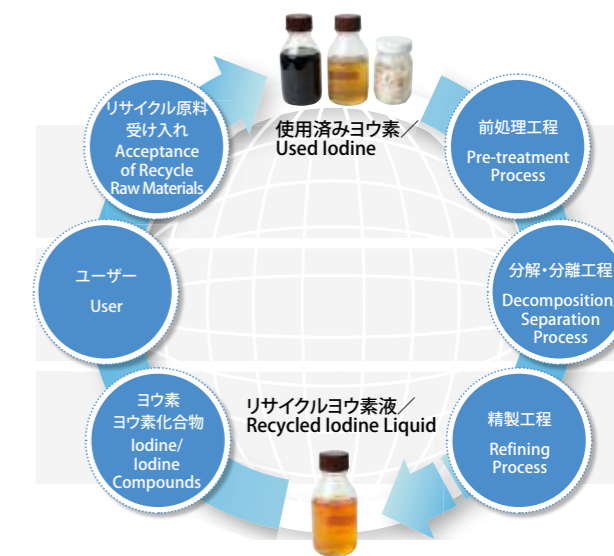 使用済みヨウ素／
Used Iodine
前処理工程
Pre-treatment
Process
分解・分離工程
Decomposition
Separation
Process
精製工程
Refining
Process
リサイクルヨウ素液／
Recycled Iodine Liquid
ヨウ素
ヨウ素化合物
Iodine/
Iodine
Compounds
ユーザー
User
リサイクル原料
受け入れ
Acceptance
of Recycle
Raw Materials